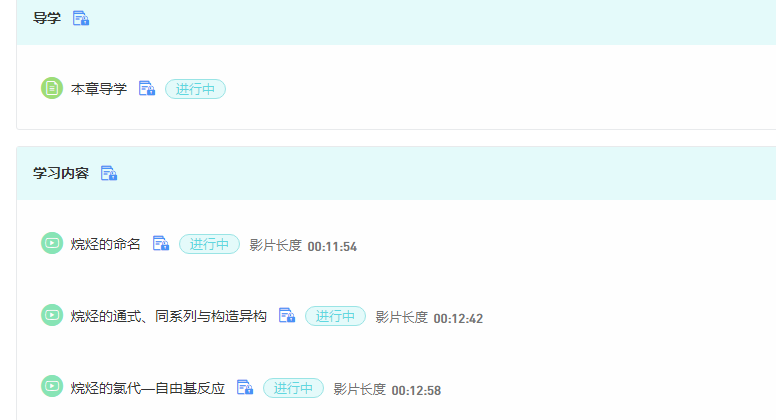 导学
本章导学 进行中
学习内容
烷烃的命名 进行中 影片长度 00:11:54
烷烃的通式、同系列与构造异构 进行中 影片长度 00:12:42
烷烃的氯代—自由基反应 进行中 影片长度 00:12:58